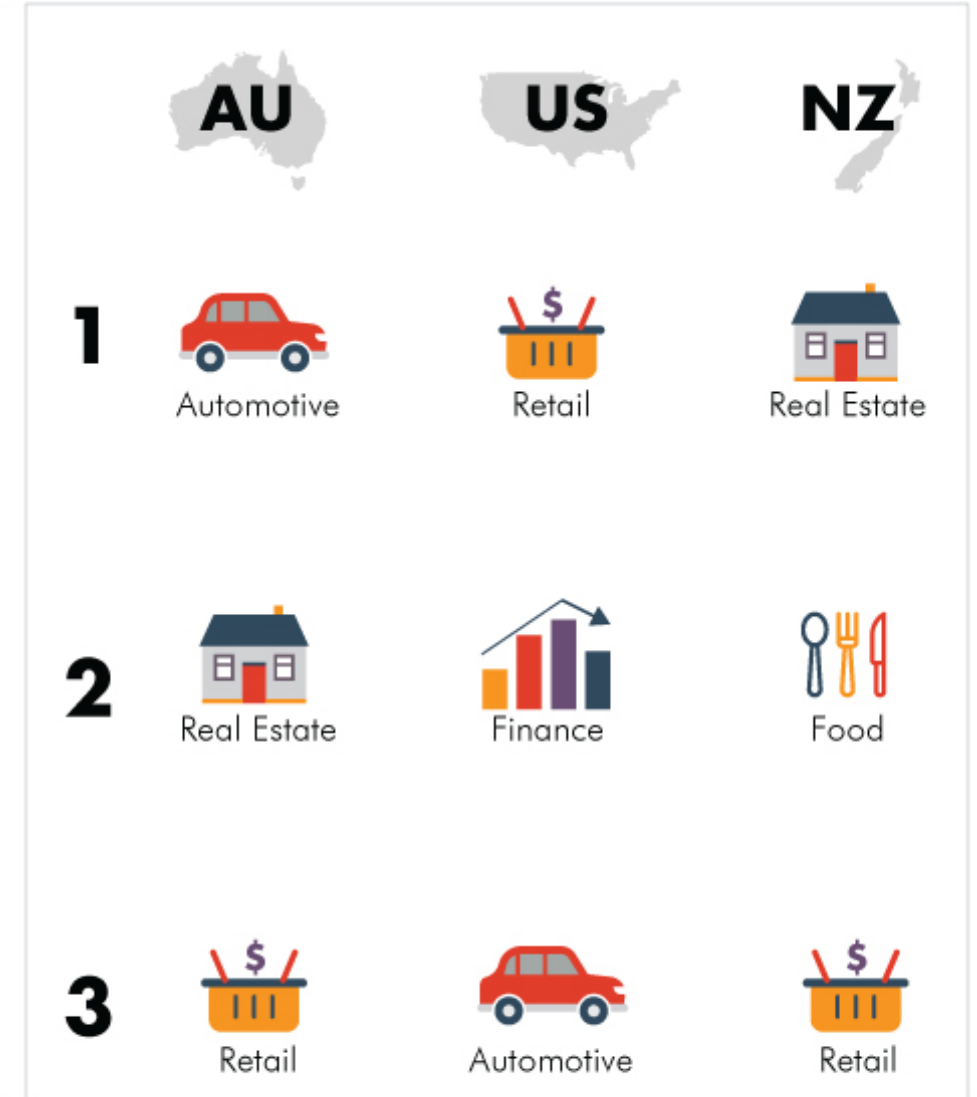 AU US NZ
1
Automotive Retail Real Estate
2
Real Estate Finance Food
3
Retail Automotive Retail
$
$
$